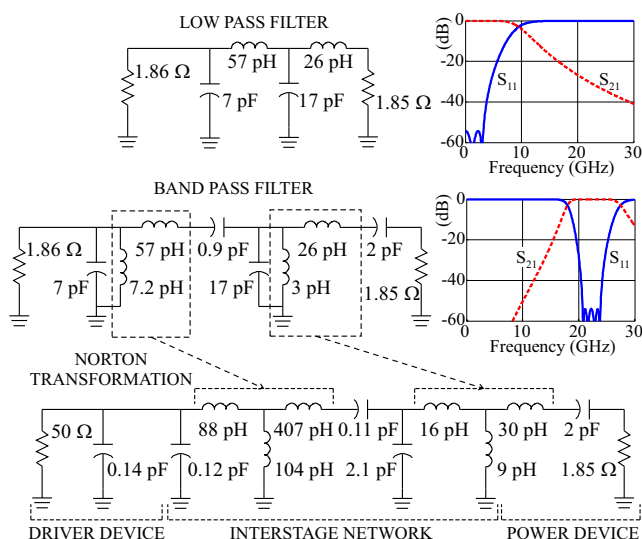 LOW PASS FILTER
1.86 Ω
7 pF
57 pH
17 pF
26 pH
1.85 Ω
(dB)
0
-20
-40
-60
S11
S21
0 10 20 30
Frequency (GHz)
BAND PASS FILTER
1.86 Ω
7 pF
57 pH
7.2 pH
0.9 pF
17 pF
26 pH
3 pH
2 pF
1.85 Ω
(dB)
0
-20
-40
-60
S21
S11
0 10 20 30
Frequency (GHz)
NORTON
TRANSFORMATION
50 Ω
0.14 pF
0.12 pF
88 pH
104 pH
407 pH
0.11 pF
2.1 pF
16 pH
9 pH
30 pH
2 pF
1.85 Ω
DRIVER DEVICE
INTERSTAGE NETWORK
POWER DEVICE